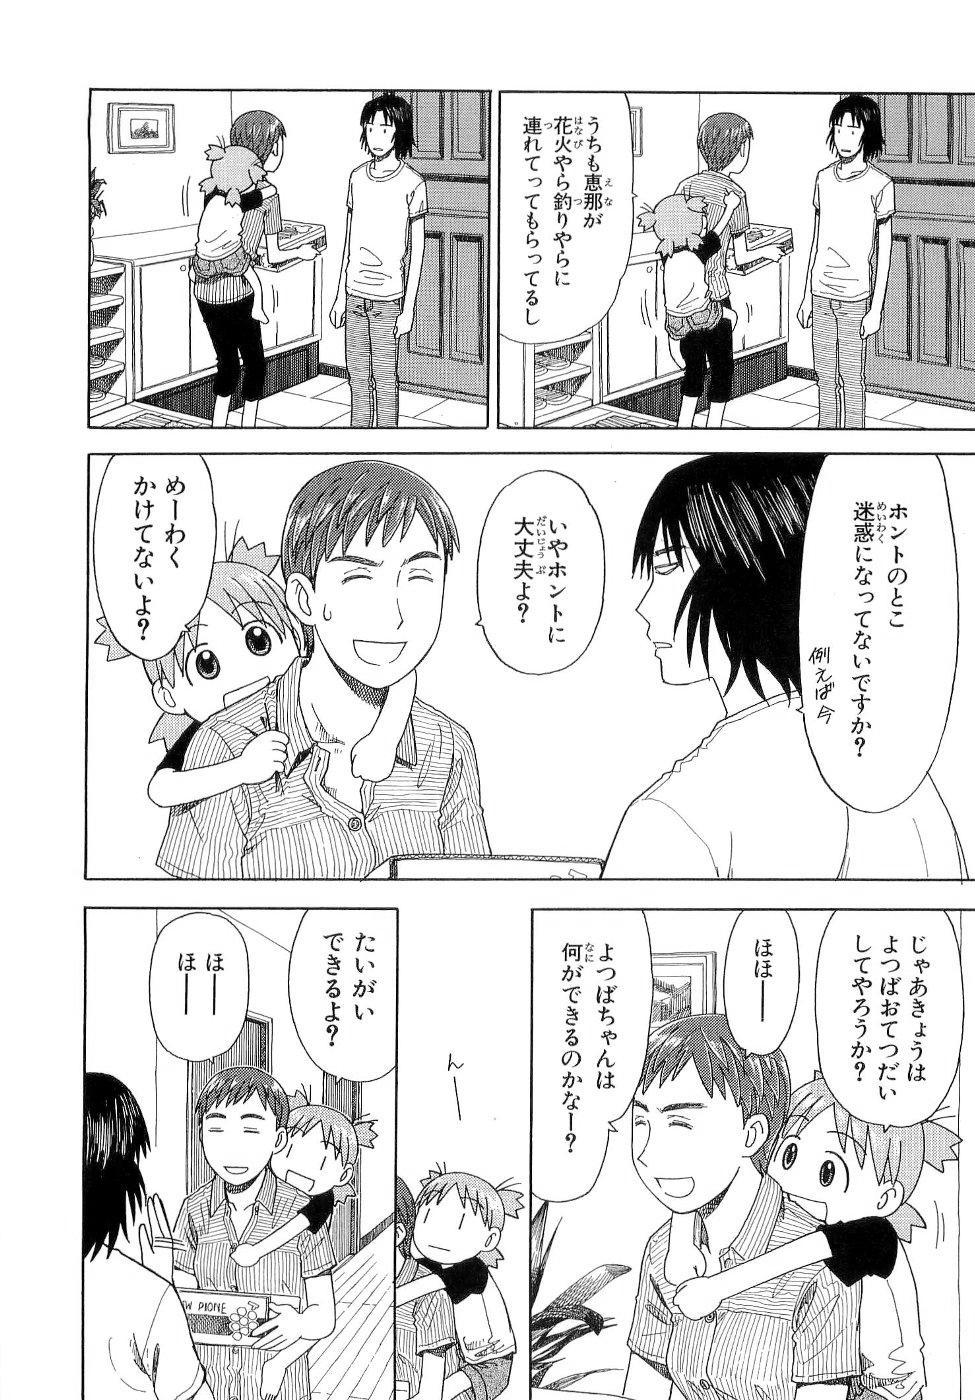 うちも恵那が
花火やら釣りやらに
連れてってもらってるし
ホントのとこ
迷惑になってないですか？
例えば今
いやホントに
大丈夫よ？
めーわく
かけてないよ？
じゃあきょうは
よつばおてつだい
してやろうか？
ほほー
よつばちゃんは
何ができるのかなー？
んー
たいがい
できるよ？
ほー
ほー
EW PIONE